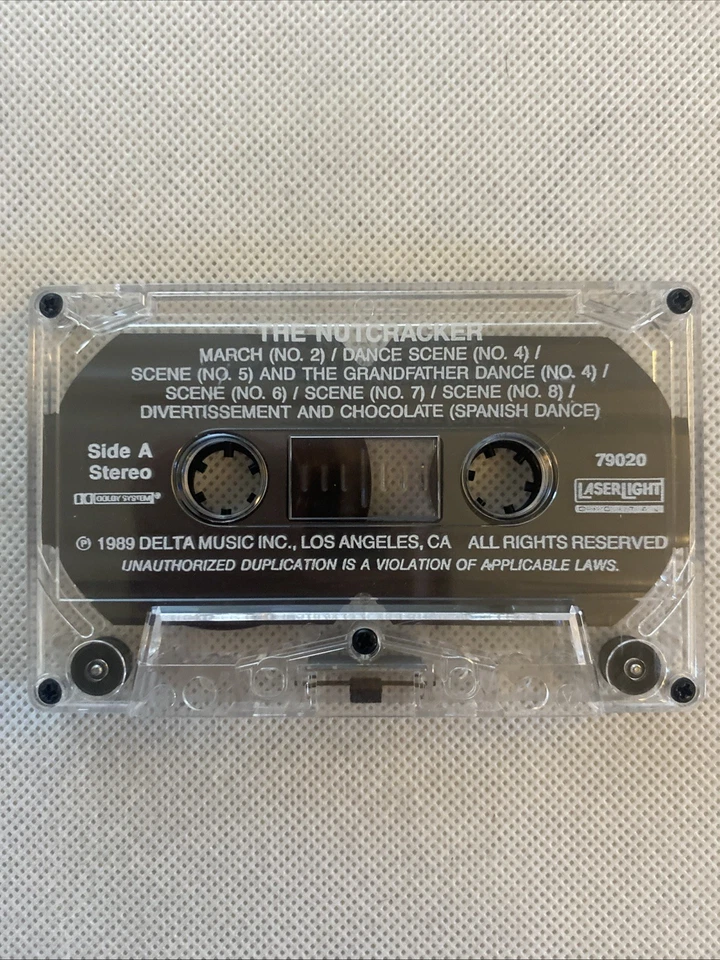 THE NUTCRACKER
MARCH (NO. 2) / DANCE SCENE (NO. 4) /
SCENE (NO. 5) AND THE GRANDFATHER DANCE (NO. 4) /
SCENE (NO. 6) / SCENE (NO. 7) / SCENE (NO. 8) /
DIVERTISSEMENT AND CHOCOLATE (SPANISH DANCE)
Side A
Stereo
DOLBY SYSTEM®
79020
LASERLIGHT
DIGITAL
℗ 1989 DELTA MUSIC INC., LOS ANGELES, CA ALL RIGHTS RESERVED
UNAUTHORIZED DUPLICATION IS A VIOLATION OF APPLICABLE LAWS.